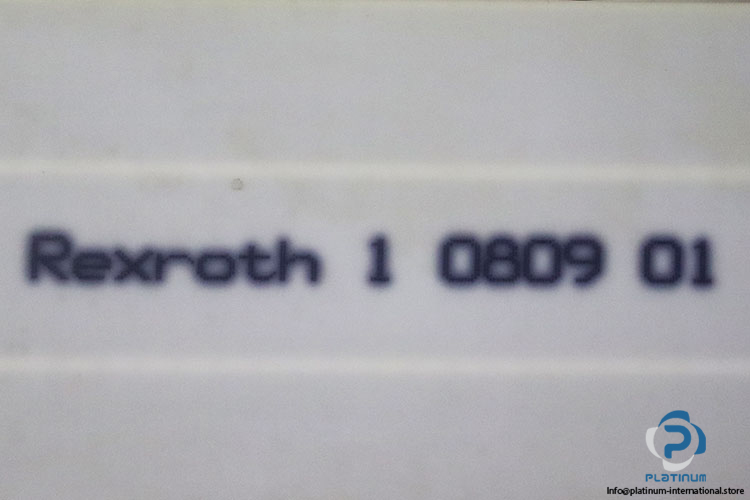 Rexroth 1 0809 01
PLATINUM
Info@platinum-international.store